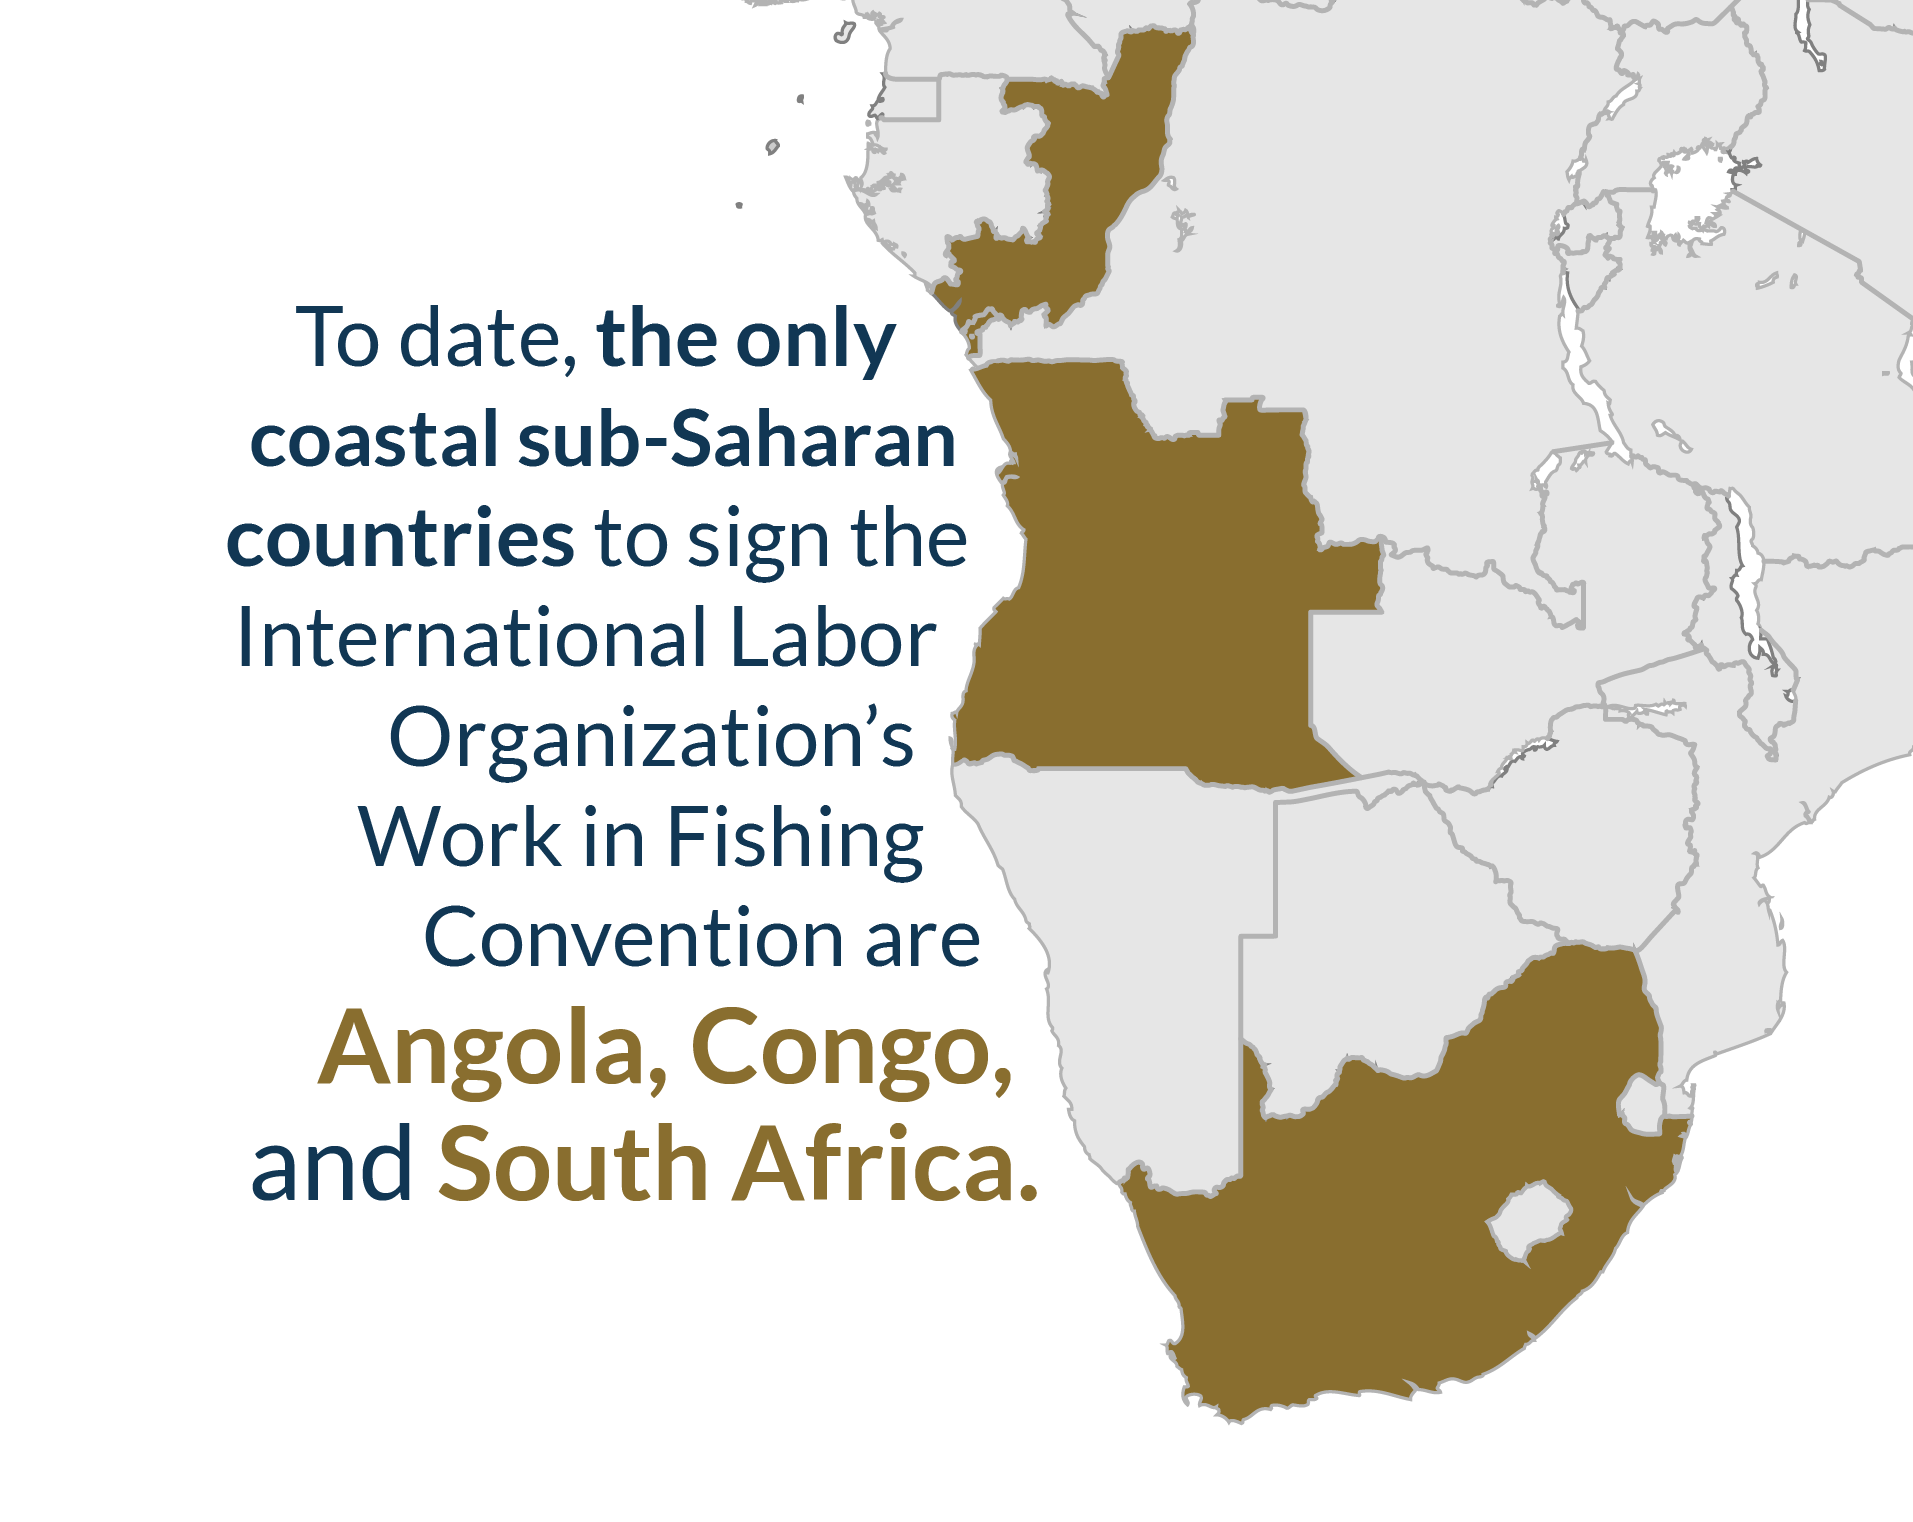 To date, the only
coastal sub-Saharan
countries to sign the
International Labor
Organization’s
Work in Fishing
Convention are
Angola, Congo,
and South Africa.